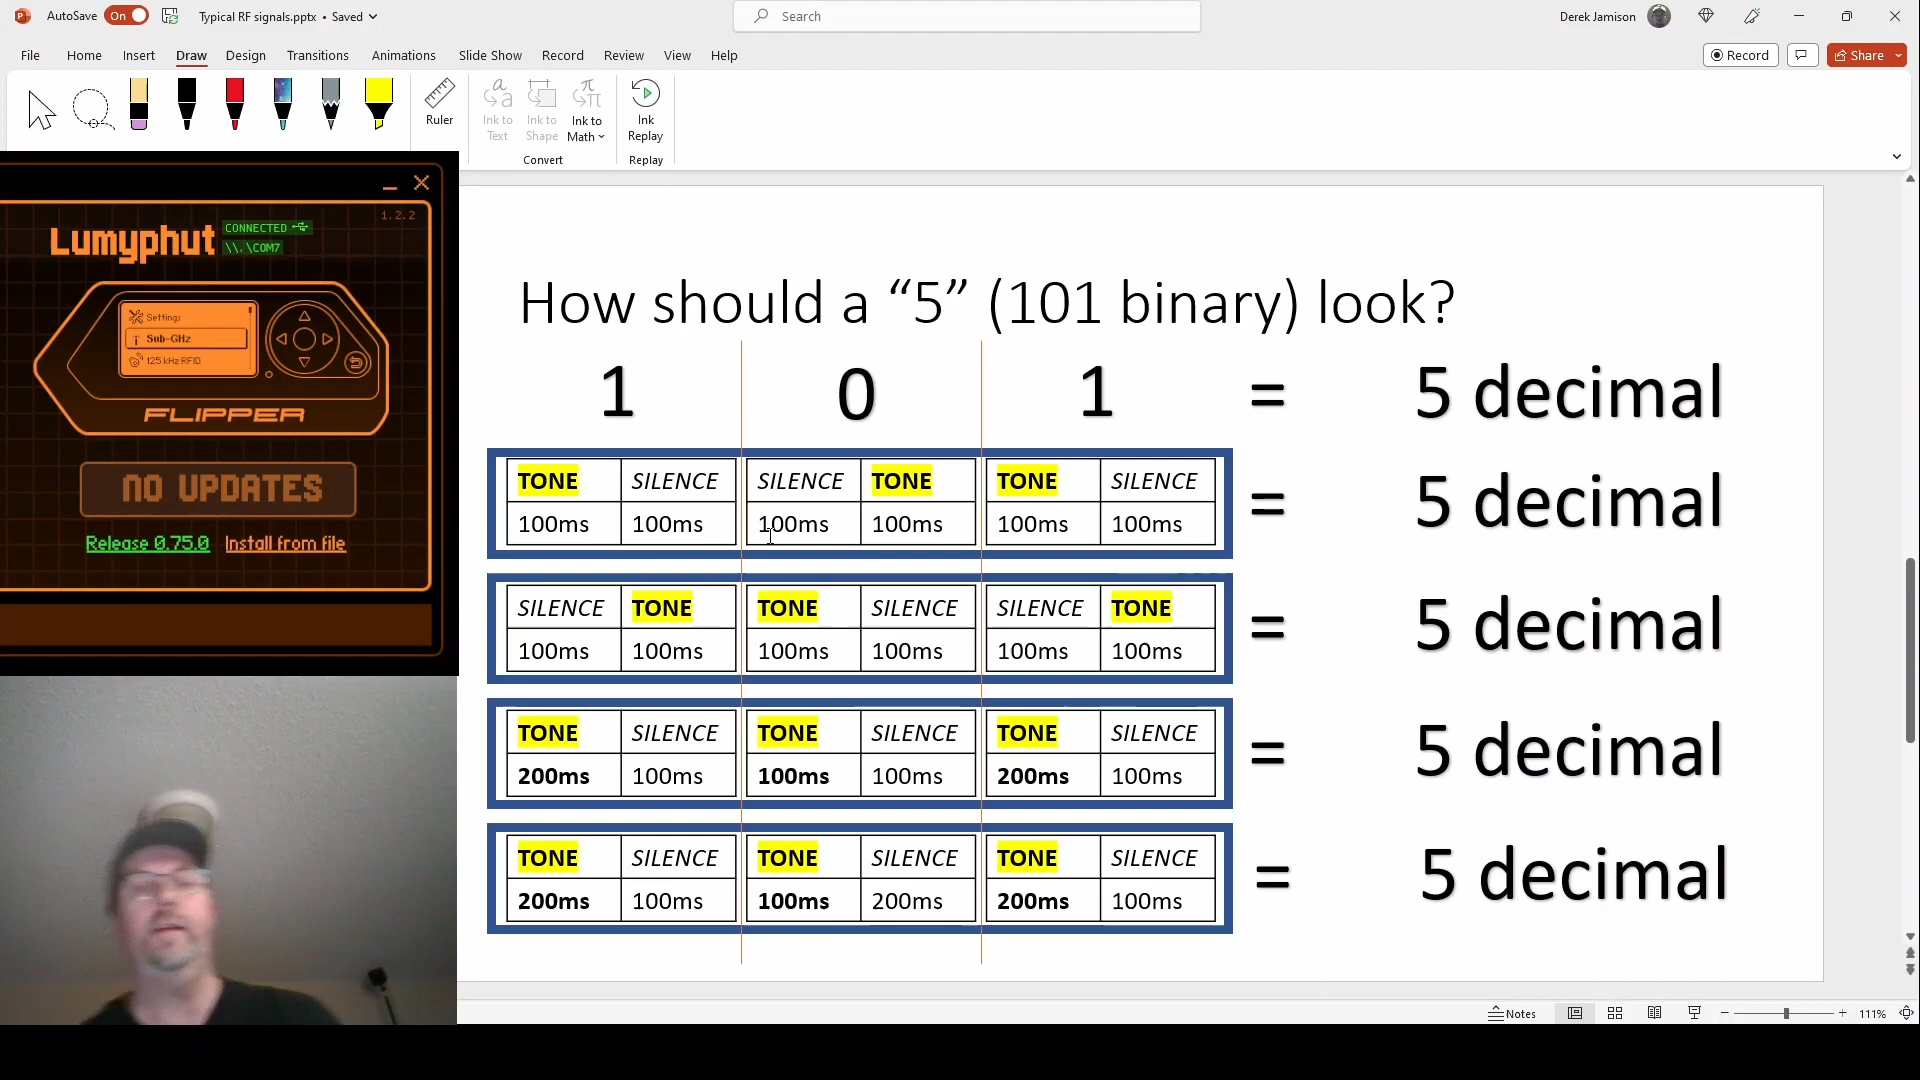 AutoSave On Typical RF signals.pptx • Saved Search Derek Jamison
File Home Insert Draw Design Transitions Slide Show Animations Record Review View Help Record Share
Ruler
Ink to Text
Ink to Shape
Ink to Math
Ink Replay
Convert Replay
1.2.2
Lumyphut
CONNECTED
\\.\COM7
Settings
Sub-GHz
125 kHz RFID
FLIPPER
NO UPDATES
Release 0.75.0 Install from file
How should a “5” (101 binary) look?
1 0 1 = 5 decimal
TONE SILENCE SILENCE TONE TONE SILENCE
100ms 100ms 100ms 100ms 100ms 100ms
= 5 decimal
SILENCE TONE TONE SILENCE SILENCE TONE
100ms 100ms 100ms 100ms 100ms 100ms
= 5 decimal
TONE SILENCE TONE SILENCE TONE SILENCE
200ms 100ms 100ms 100ms 200ms 100ms
= 5 decimal
TONE SILENCE TONE SILENCE TONE SILENCE
200ms 100ms 100ms 200ms 200ms 100ms
= 5 decimal
Notes 111%